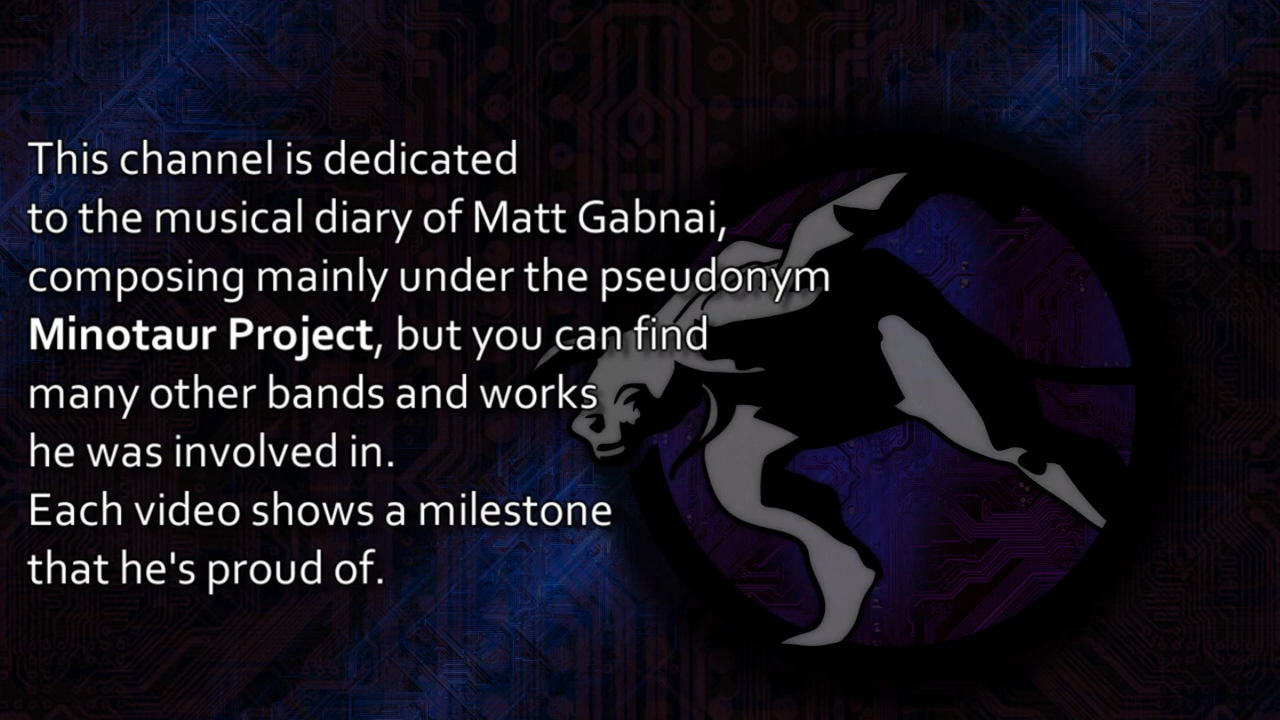 This channel is dedicated
to the musical diary of Matt Gabnai,
composing mainly under the pseudonym
Minotaur Project, but you can find
many other bands and works
he was involved in.
Each video shows a milestone
that he's proud of.